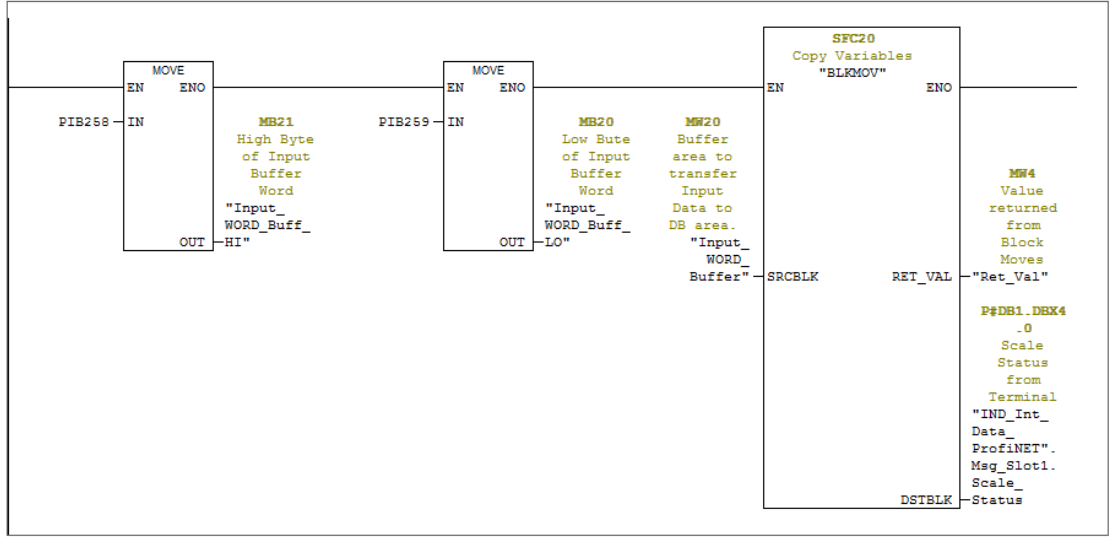 SFC20
Copy Variables
"BLKMOV"
MOVE
EN ENO
PIB258 IN
MB21
High Byte
of Input
Buffer
Word
"Input_
WORD_Buff_
OUT HI"
MOVE
EN ENO
PIB259 IN
MB20
Low Bute
of Input
Buffer
Word
"Input_
WORD_Buff_
OUT LO"
MW20
Buffer
area to
transfer
Input
Data to
DB area.
"Input_
WORD_
Buffer" SRCBLK
EN ENO
MW4
Value
returned
from
Block
Moves
RET_VAL "Ret_Val"
P#DB1.DBX4
.0
Scale
Status
from
Terminal
"IND_Int_
Data_
ProfiNET".
Msg_Slot1.
Scale_
DSTBLK Status